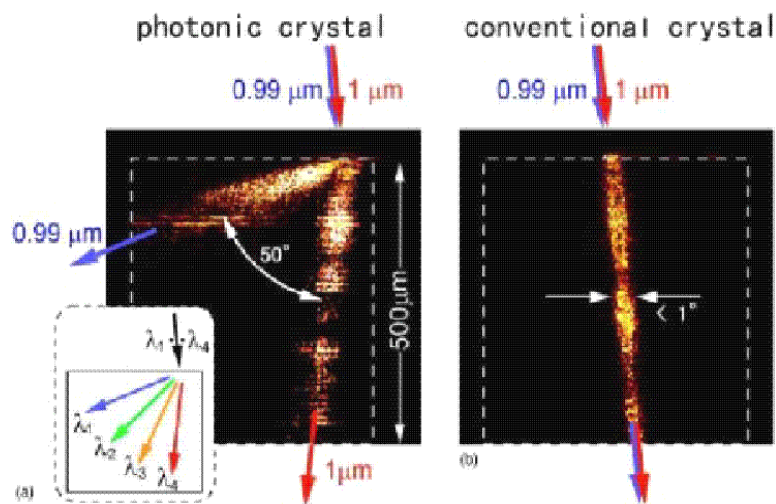 photonic crystal
conventional crystal
0.99 μm
1 μm
0.99 μm
1 μm
0.99 μm
50°
500μm
< 1°
λ1··λ4
λ1
λ2
λ3
λ4
(a)
1μm
(b)